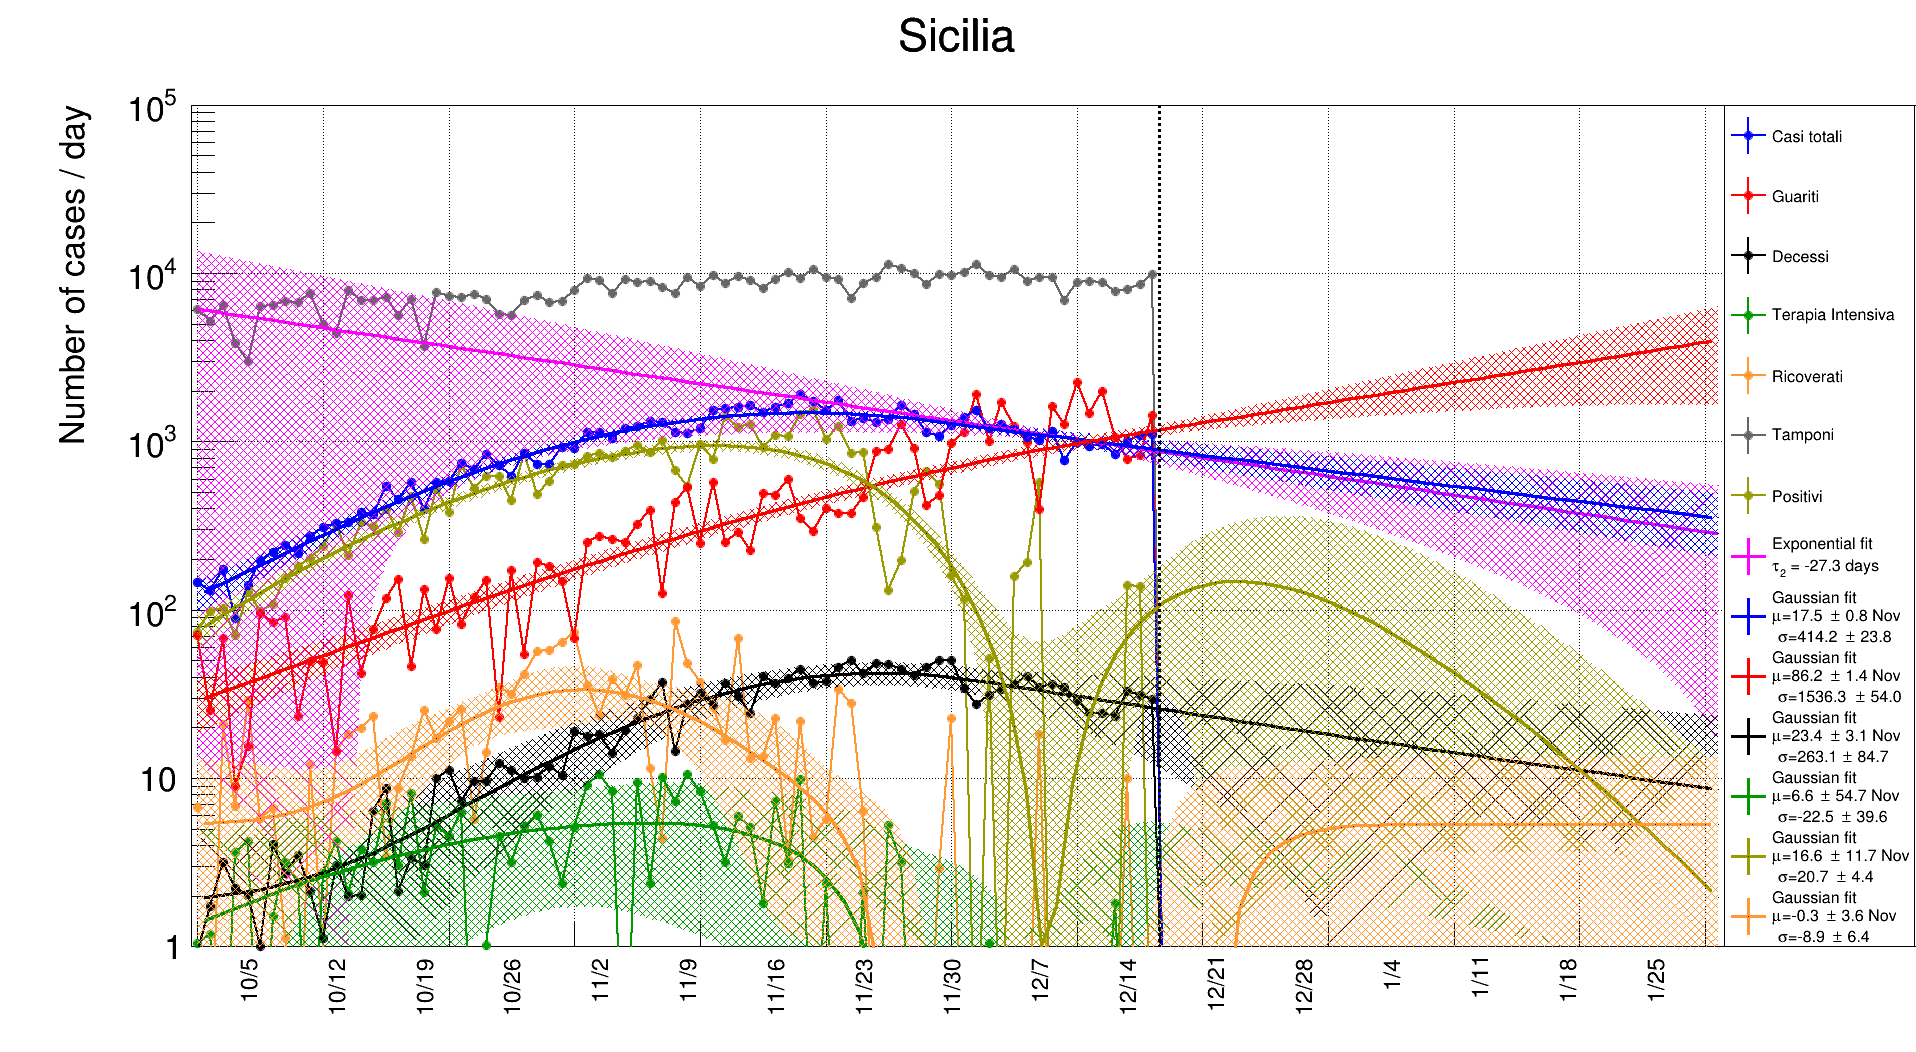 Sicilia
Number of cases / day
10^5
10^4
10^3
10^2
10
1
10/5
10/12
10/19
10/26
11/2
11/9
11/16
11/23
11/30
12/7
12/14
12/21
12/28
1/4
1/11
1/18
1/25
Casi totali
Guariti
Decessi
Terapia Intensiva
Ricoverati
Tamponi
Positivi
Exponential fit
τ₂ = -27.3 days
Gaussian fit
μ=17.5 ± 0.8 Nov
σ=414.2 ± 23.8
Gaussian fit
μ=86.2 ± 1.4 Nov
σ=1536.3 ± 54.0
Gaussian fit
μ=23.4 ± 3.1 Nov
σ=263.1 ± 84.7
Gaussian fit
μ=6.6 ± 54.7 Nov
σ=-22.5 ± 39.6
Gaussian fit
μ=16.6 ± 11.7 Nov
σ=20.7 ± 4.4
Gaussian fit
μ=-0.3 ± 3.6 Nov
σ=-8.9 ± 6.4